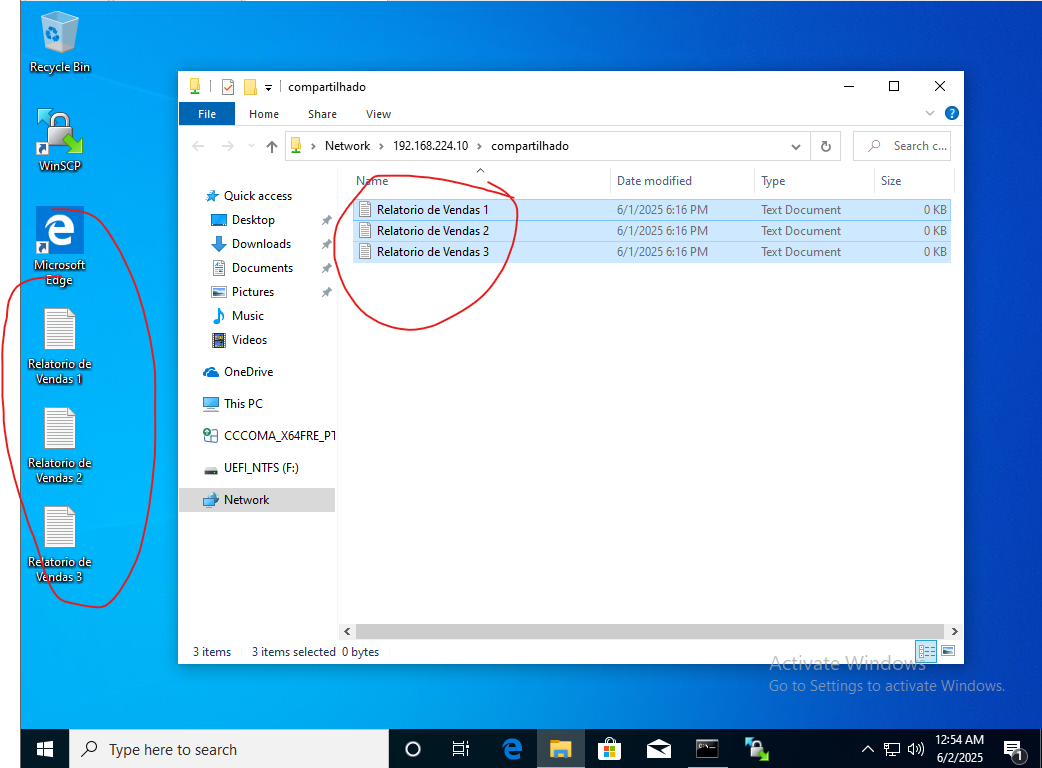 Recycle Bin
WinSCP
Microsoft
Edge
Relatorio de
Vendas 1
Relatorio de
Vendas 2
Relatorio de
Vendas 3
compartilhado
File Home Share View
Network > 192.168.224.10 > compartilhado
Search c...
Name Date modified Type Size
Relatorio de Vendas 1 6/1/2025 6:16 PM Text Document 0 KB
Relatorio de Vendas 2 6/1/2025 6:16 PM Text Document 0 KB
Relatorio de Vendas 3 6/1/2025 6:16 PM Text Document 0 KB
Quick access
Desktop
Downloads
Documents
Pictures
Music
Videos
OneDrive
This PC
CCCOMA_X64FRE_PT
UEFI_NTFS (F:)
Network
3 items 3 items selected 0 bytes
Activate Windows
Go to Settings to activate Windows.
Type here to search
12:54 AM
6/2/2025
1